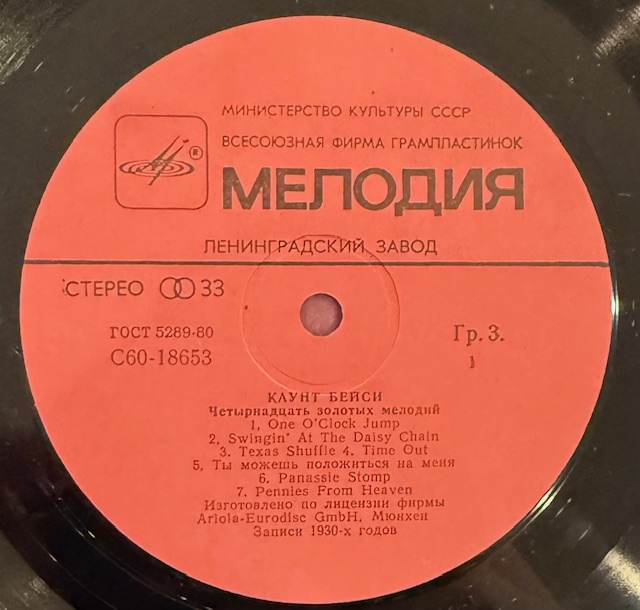 МИНИСТЕРСТВО КУЛЬТУРЫ СССР
ВСЕСОЮЗНАЯ ФИРМА ГРАМПЛАСТИНОК
®
МЕЛОДИЯ
ЛЕНИНГРАДСКИЙ ЗАВОД
СТЕРЕО 33
ГОСТ 5289-80
С60-18653
Гр. 3.
1
КАУНТ БЕЙСИ
Четырнадцать золотых мелодий
1. One O'Clock Jump
2. Swingin' At The Daisy Chain
3. Texas Shuffle 4. Time Out
5. Ты можешь положиться на меня
6. Panassie Stomp
7. Pennies From Heaven
Изготовлено по лицензии фирмы
Ariola-Eurodisc GmbH, Мюнхен
Записи 1930-х годов